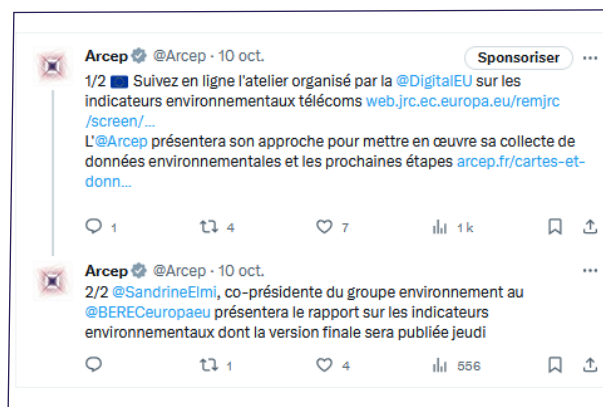 Arcep @Arcep · 10 oct. Sponsoriser ...
1/2 🇪🇺 Suivez en ligne l'atelier organisé par la @DigitalEU sur les
indicateurs environnementaux télécoms web.jrc.ec.europa.eu/remjrc
/screen/...
L'@Arcep présentera son approche pour mettre en œuvre sa collecte de
données environnementales et les prochaines étapes arcep.fr/cartes-et-
donn...
1 4 7 1 k
Arcep @Arcep · 10 oct. ...
2/2 @SandrineElmi, co-présidente du groupe environnement au
@BERECeuropaeu présentera le rapport sur les indicateurs
environnementaux dont la version finale sera publiée jeudi
1 4 556